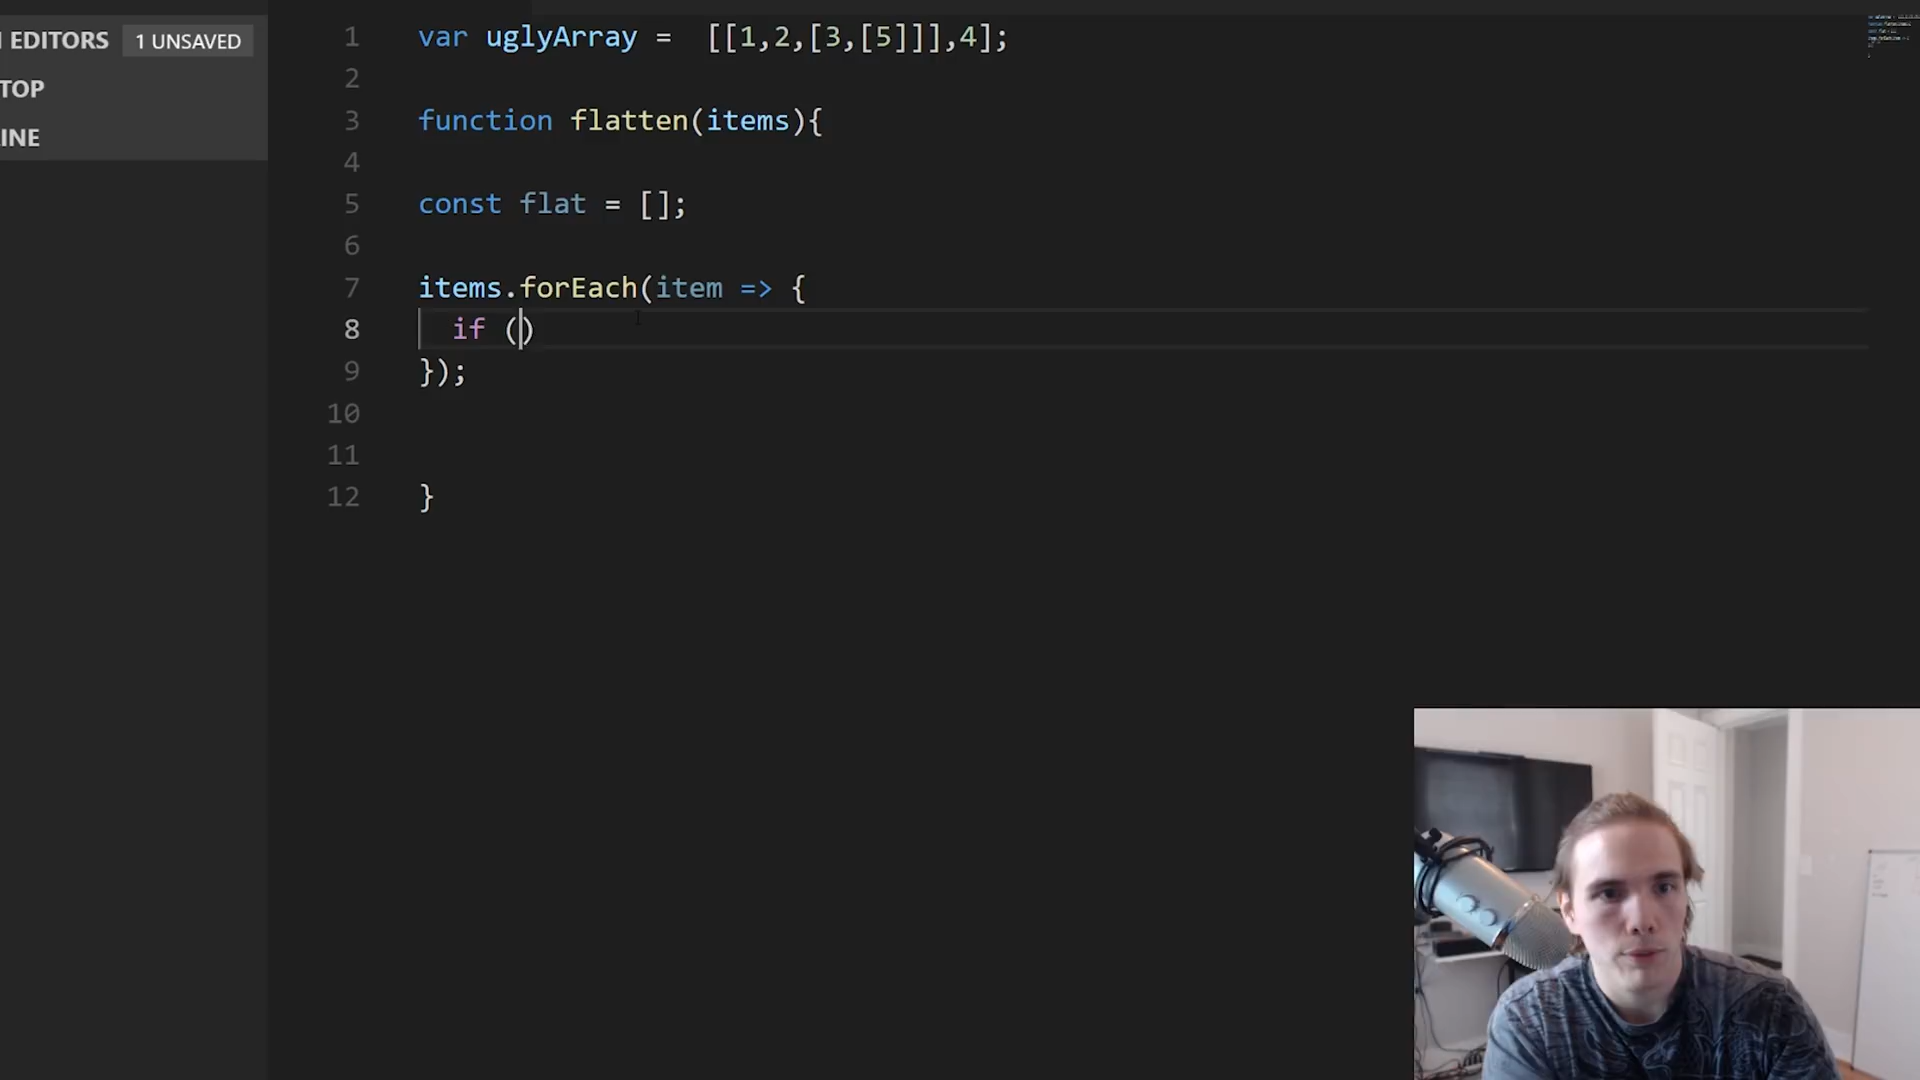 EDITORS 1 UNSAVED
TOP
INE
1 var uglyArray =  [[1,2,[3,[5]]],4];
2
3 function flatten(items){
4
5 const flat = [];
6
7 items.forEach(item => {
8 if ()
9 });
10
11
12 }